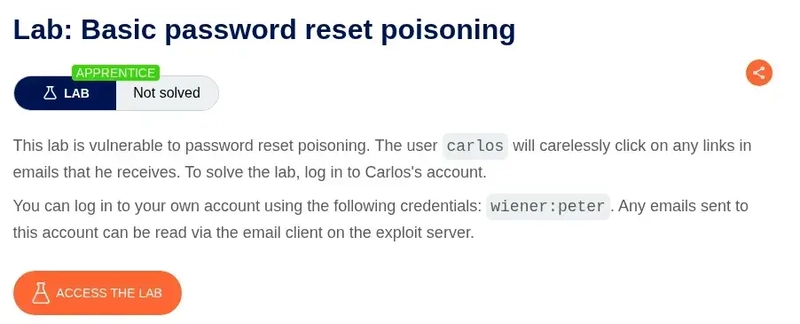 Lab: Basic password reset poisoning
APPRENTICE
LAB Not solved
This lab is vulnerable to password reset poisoning. The user carlos will carelessly click on any links in
emails that he receives. To solve the lab, log in to Carlos's account.
You can log in to your own account using the following credentials: wiener:peter. Any emails sent to
this account can be read via the email client on the exploit server.
ACCESS THE LAB